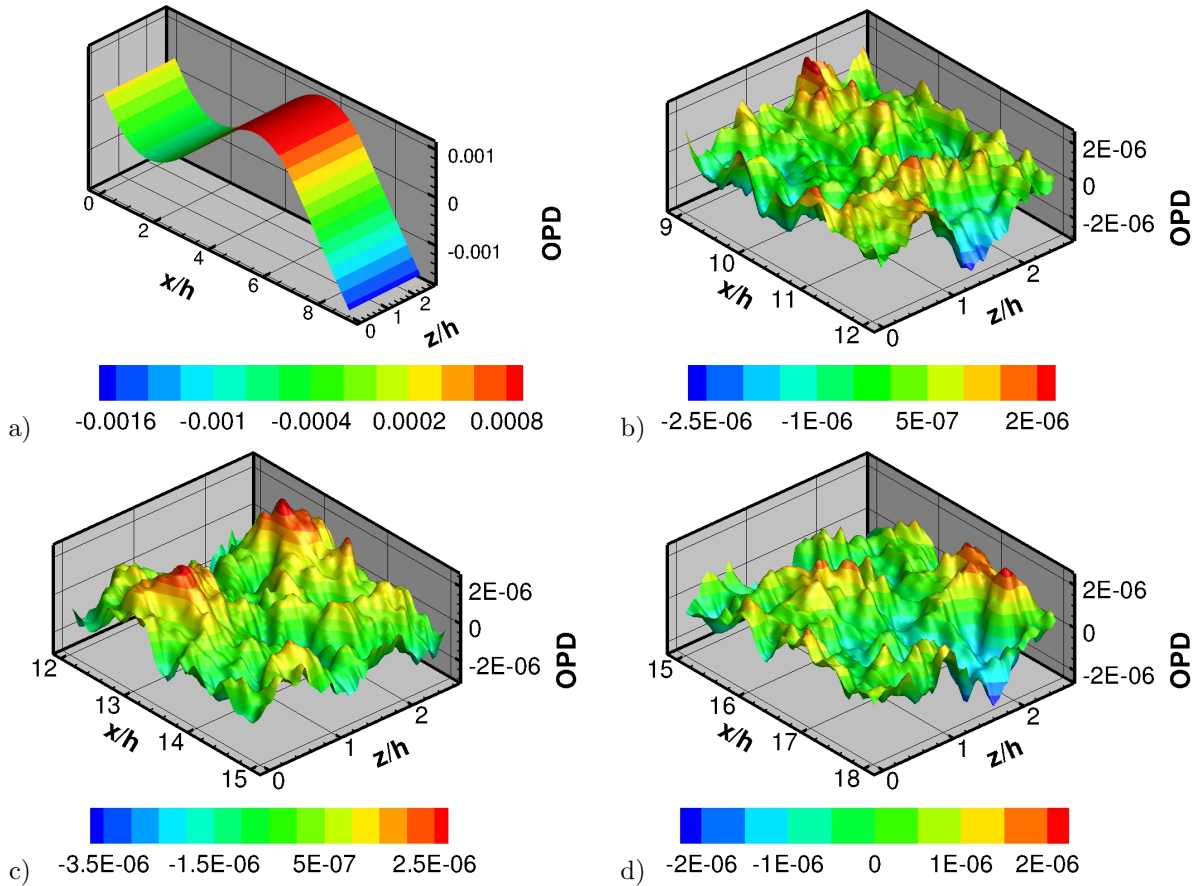 0.001
0
-0.001
OPD
0
2
4
6
8
x/h
0
1
2
z/h
-0.0016
-0.001
-0.0004
0.0002
0.0008
a)
2E-06
0
-2E-06
OPD
9
10
11
12
x/h
0
1
2
z/h
-2.5E-06
-1E-06
5E-07
2E-06
b)
2E-06
0
-2E-06
OPD
12
13
14
15
x/h
0
1
2
z/h
-3.5E-06
-1.5E-06
5E-07
2.5E-06
c)
2E-06
0
-2E-06
OPD
15
16
17
18
x/h
0
1
2
z/h
-2E-06
-1E-06
0
1E-06
2E-06
d)